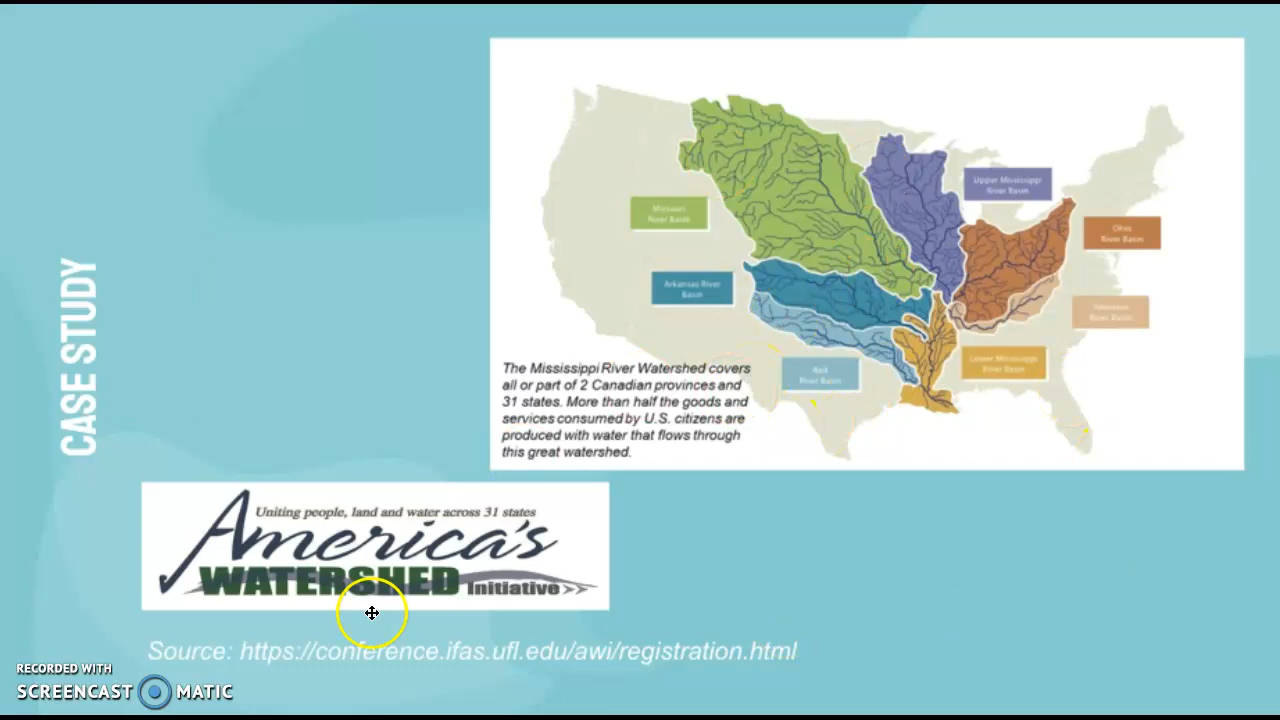 CASE STUDY
Missouri
River Basin
Upper Mississippi
River Basin
Ohio
River Basin
Arkansas River
Basin
River Basin
Lower Mississippi
River Basin
Red
River Basin
The Mississippi River Watershed covers
all or part of 2 Canadian provinces and
31 states. More than half the goods and
services consumed by U.S. citizens are
produced with water that flows through
this great watershed.
Uniting people, land and water across 31 states
America's
WATERSHED Initiative>>
Source: https://conference.ifas.ufl.edu/awi/registration.html
RECORDED WITH
SCREENCAST MATIC